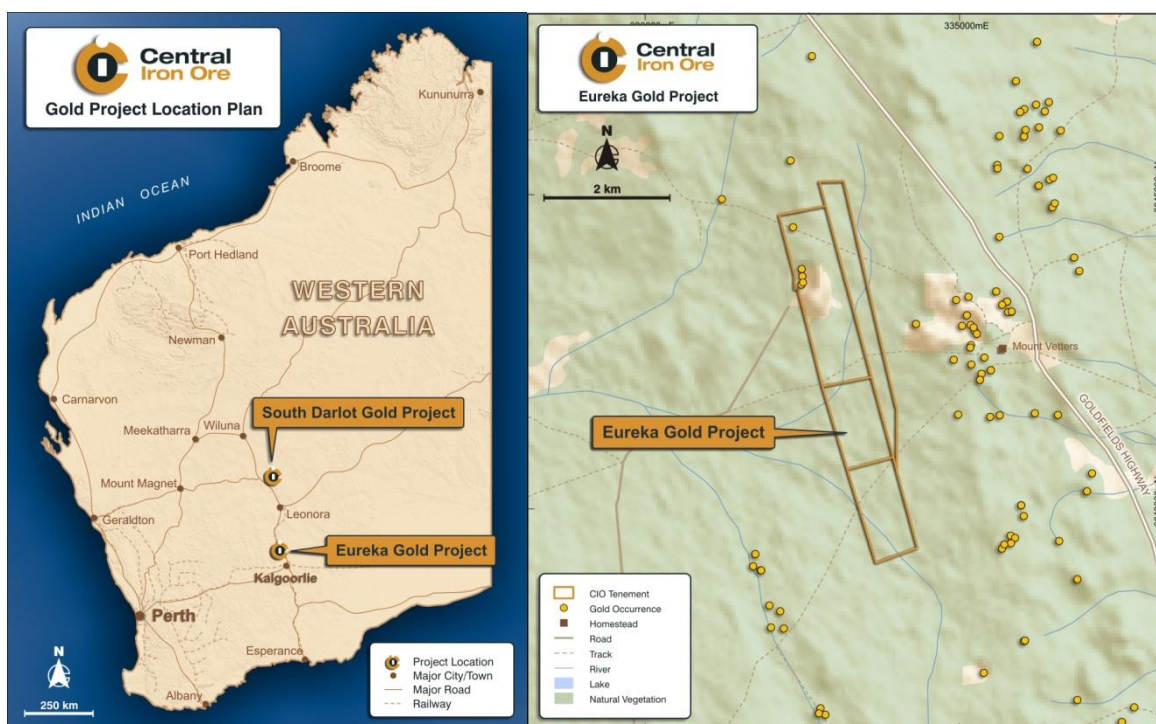 Central
Iron Ore
Gold Project Location Plan
INDIAN OCEAN
Kununurra
Broome
Port Hedland
WESTERN
AUSTRALIA
Newman
Carnarvon
South Darlot Gold Project
Meekatharra
Wiluna
Mount Magnet
Leonora
Geraldton
Eureka Gold Project
Kalgoorlie
Perth
Esperance
Albany
N
250 km
Project Location
Major City/Town
Major Road
Railway
Central
Iron Ore
Eureka Gold Project
335000mE
N
2 km
Mount Vetters
Eureka Gold Project
GOLDFIELDS HIGHWAY
CIO Tenement
Gold Occurrence
Homestead
Road
Track
River
Lake
Natural Vegetation